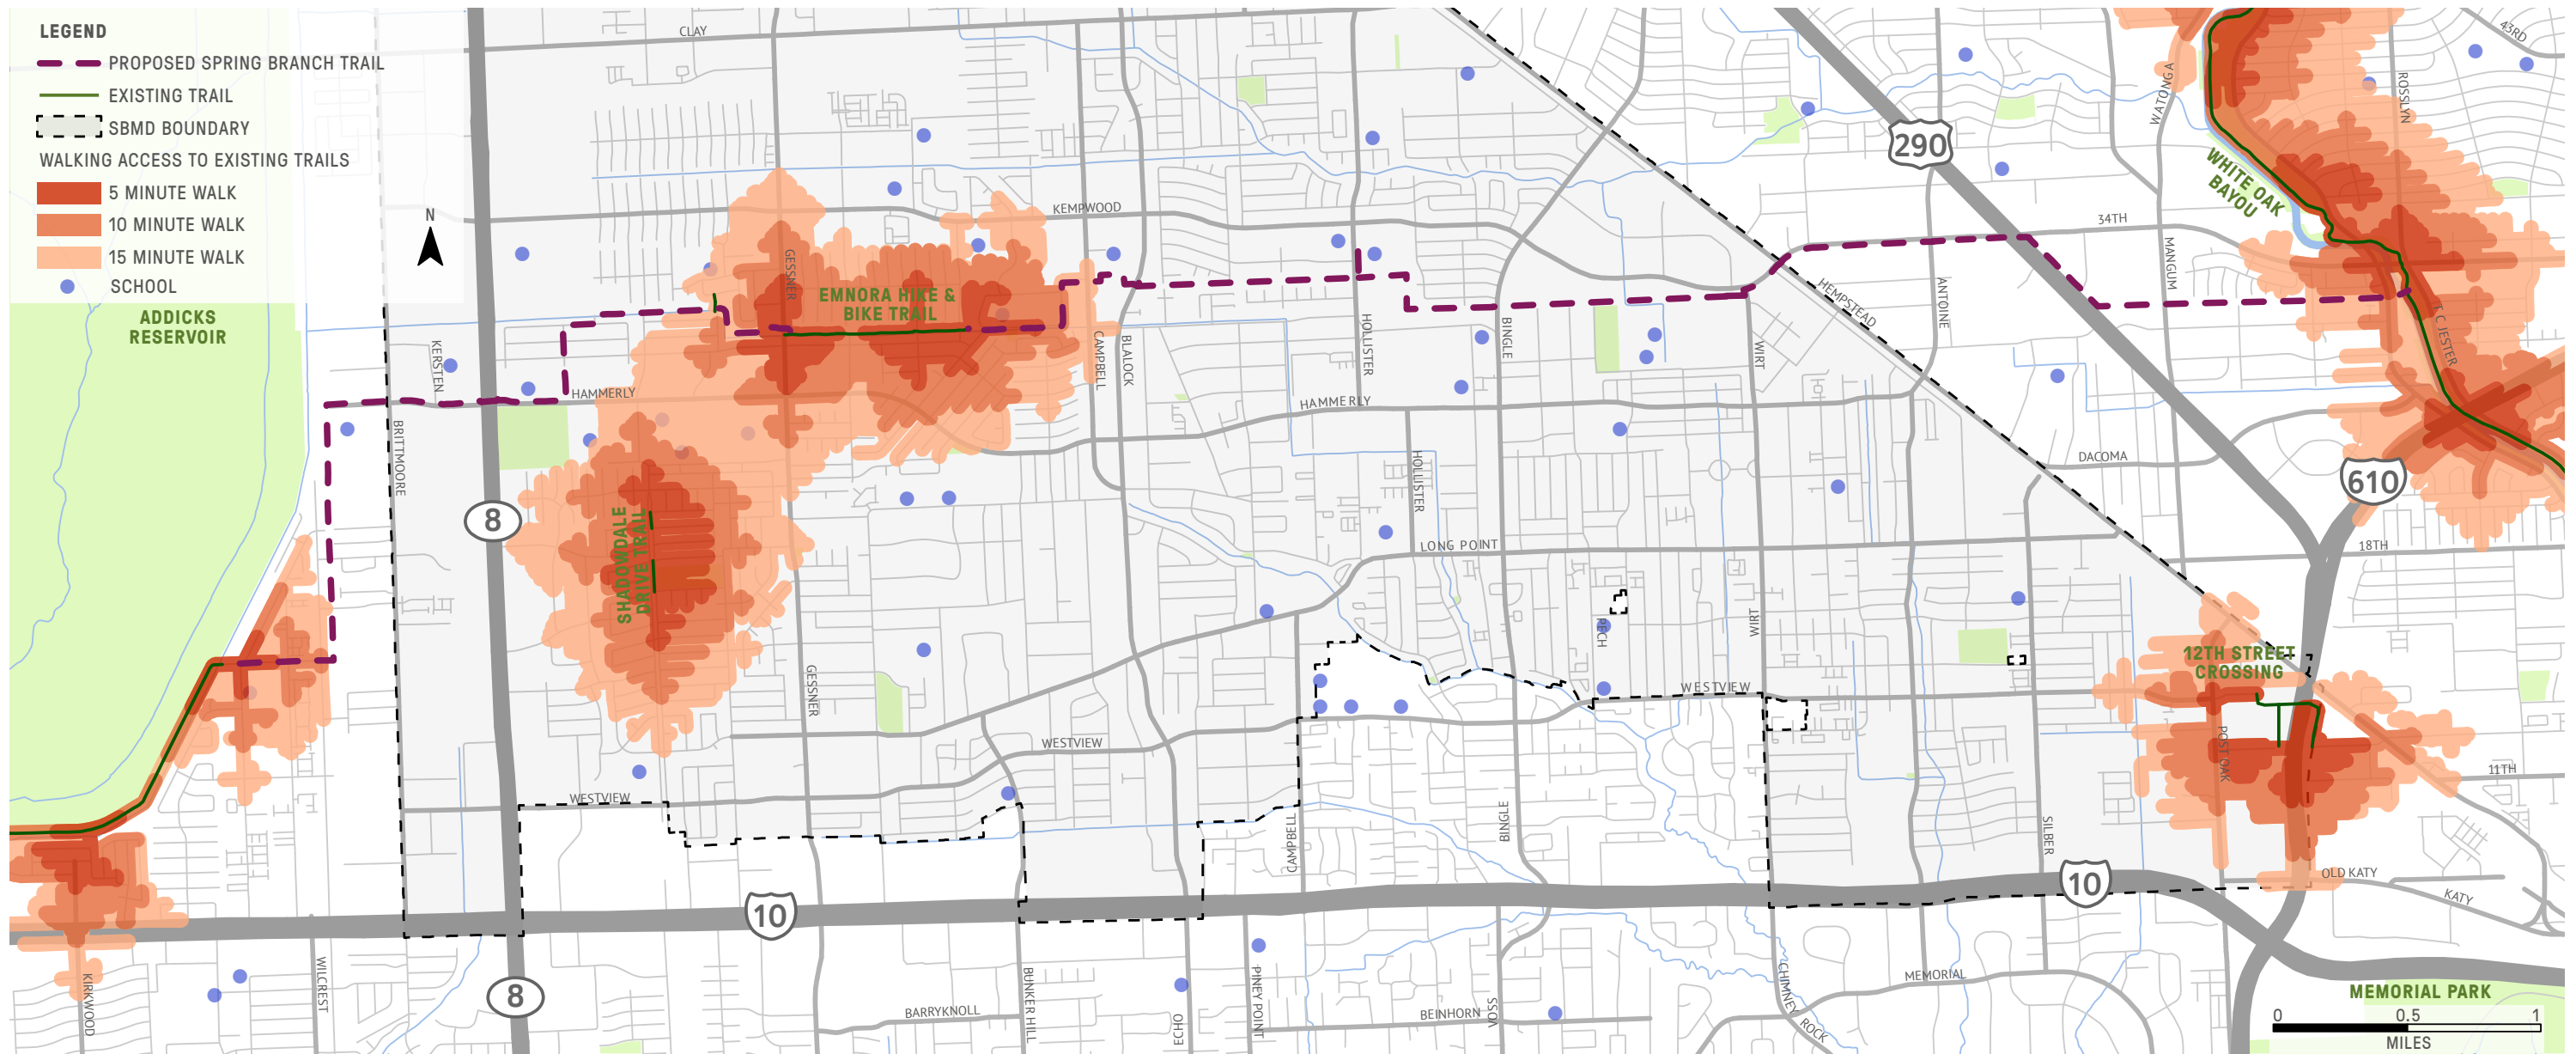 LEGEND
PROPOSED SPRING BRANCH TRAIL
EXISTING TRAIL
SBMD BOUNDARY
WALKING ACCESS TO EXISTING TRAILS
5 MINUTE WALK
10 MINUTE WALK
15 MINUTE WALK
SCHOOL
N
CLAY
43RD
WATONGA
ROSSLYN
290
WHITE OAK
BAYOU
KEMPWOOD
34TH
GESSNER
MANGUM
ANTOINE
HEMPSTEAD
EMNORA HIKE &
BIKE TRAIL
ADDICKS
RESERVOIR
KERSTEN
CAMPBELL
BLALOCK
HOLLISTER
BINGLE
WIRT
T C JESTER
HAMMERLY
HAMMERLY
BRITTMOORE
HOLLISTER
DACOMA
610
8
SHADOWDALE
DRIVE TRAIL
LONG POINT
18TH
PECH
WIRT
12TH STREET
CROSSING
GESSNER
WESTVIEW
WESTVIEW
POST OAK
11TH
WESTVIEW
CAMPBELL
BINGLE
SILBER
10
10
OLD KATY
KATY
KIRKWOOD
WILCREST
8
BUNKER HILL
PINEY POINT
CHIMNEY ROCK
MEMORIAL
MEMORIAL PARK
BARRYKNOLL
ECHO
BEINHORN
VOSS
0 0.5 1
MILES